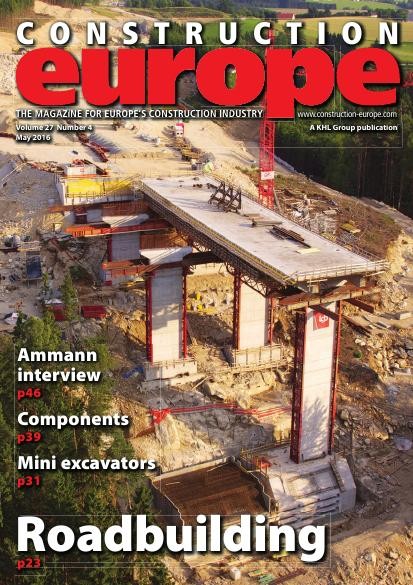 CONSTRUCTION
europe
THE MAGAZINE FOR EUROPE'S CONSTRUCTION INDUSTRY
www.construction-europe.com
Volume 27 Number 4
A KHL Group publication
May 2016
Ammann
interview
p46
Components
p39
Mini excavators
p31
Roadbuilding
p23